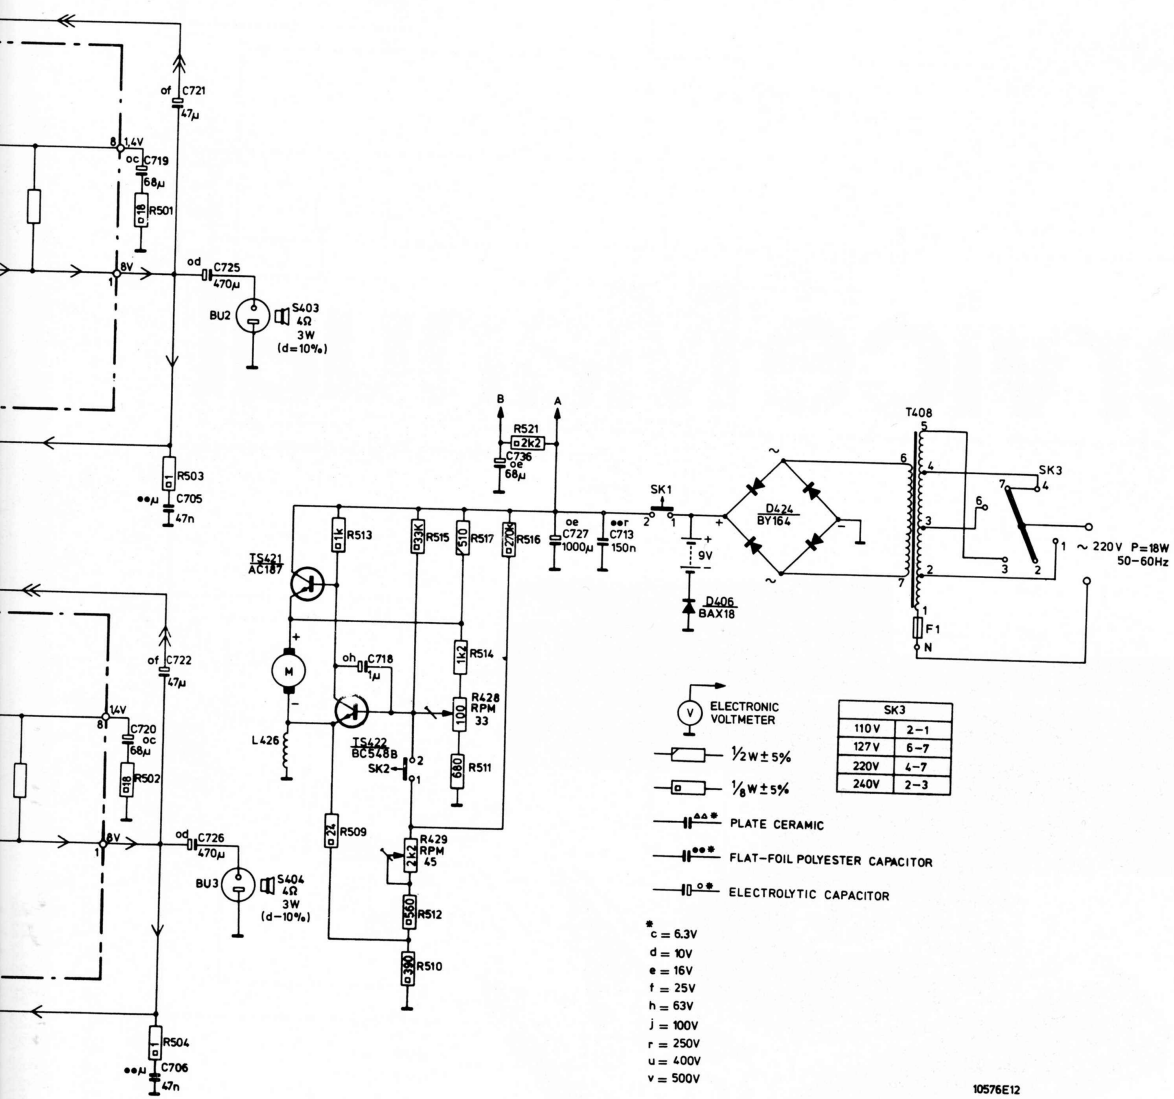 of C721
47µ
8 1,4V
oc C719
68µ
18 R501
8V
1
od C725
470µ
BU2
S403
4Ω
3W
(d=10%)
1 R503
••µ C705
47n
B A
R521
2k2
C736
oe
68µ
T408
5
6
4
SK3
7 4
6
3
1
3 2
2
7
1
F1
N
~ 220V P=18W
50-60Hz
SK1
2 1
~
+
D424
BY164
-
~
+
9V
-
D406
BAX18
oe
C727
1000µ
••r
C713
150n
1k R513
33K R515
510 R517
270K R516
TS421
AC187
+
M
-
oh C718
1µ
1k2 R514
R428
RPM
33
100
L426
TS422
BC548B
SK2
2
1
680 R511
24 R509
R429
RPM
45
2k2
560 R512
390 R510
of C722
47µ
1,4V
8
C720
oc
68µ
18 R502
8V
1
od C726
470µ
BU3
S404
4Ω
3W
(d-10%)
1 R504
••µ C706
47n
V ELECTRONIC
VOLTMETER
½W±5%
⅛W±5%
△△* PLATE CERAMIC
••* FLAT-FOIL POLYESTER CAPACITOR
o* ELECTROLYTIC CAPACITOR
SK3
110V 2-1
127V 6-7
220V 4-7
240V 2-3
*
c = 6.3V
d = 10V
e = 16V
f = 25V
h = 63V
j = 100V
r = 250V
u = 400V
v = 500V
10576E12